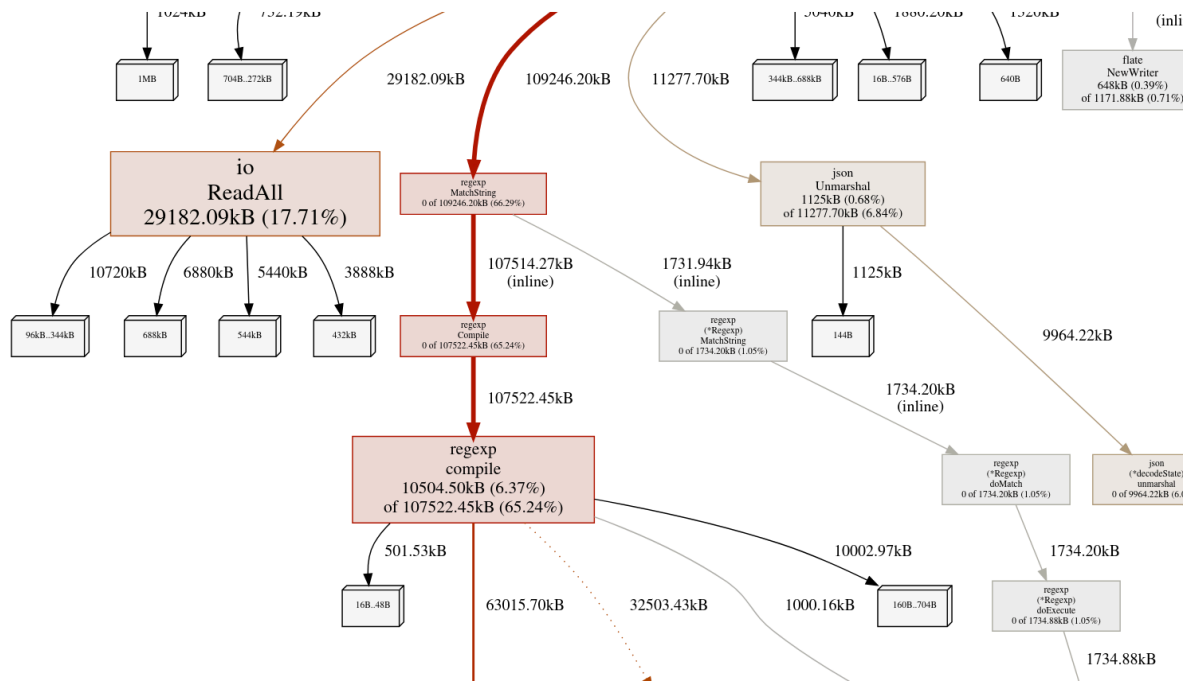 1024kB
752.19kB
5040kB
1880.20kB
1520kB
1MB
704B..272kB
29182.09kB
109246.20kB
11277.70kB
344kB..688kB
16B..576B
640B
flate
NewWriter
648kB (0.39%)
of 1171.88kB (0.71%)
io
ReadAll
29182.09kB (17.71%)
regexp
MatchString
0 of 109246.20kB (66.29%)
json
Unmarshal
1125kB (0.68%)
of 11277.70kB (6.84%)
10720kB
6880kB
5440kB
3888kB
107514.27kB
(inline)
1731.94kB
(inline)
1125kB
96kB..344kB
688kB
544kB
432kB
regexp
Compile
0 of 107522.45kB (65.24%)
regexp
(*Regexp)
MatchString
0 of 1734.20kB (1.05%)
144B
9964.22kB
107522.45kB
1734.20kB
(inline)
regexp
compile
10504.50kB (6.37%)
of 107522.45kB (65.24%)
regexp
(*Regexp)
doMatch
0 of 1734.20kB (1.05%)
json
(*decodeState)
unmarshal
0 of 9964.22kB
501.53kB
63015.70kB
32503.43kB
1000.16kB
10002.97kB
1734.20kB
16B..48B
160B..704B
regexp
(*Regexp)
doExecute
0 of 1734.88kB (1.05%)
1734.88kB